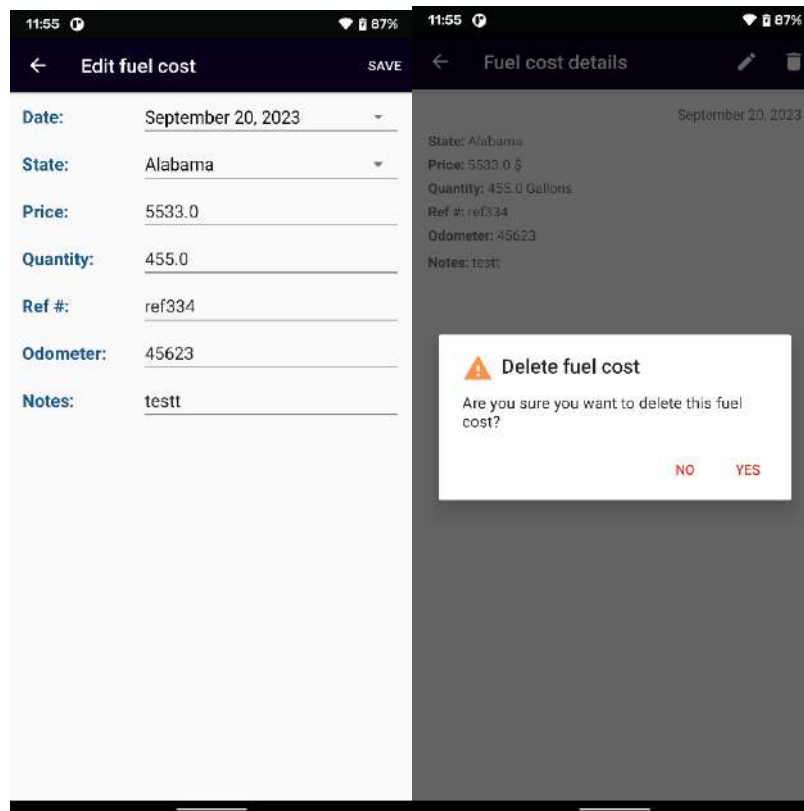 11:55 87%
Edit fuel cost SAVE
Date: September 20, 2023
State: Alabama
Price: 5533.0
Quantity: 455.0
Ref #: ref334
Odometer: 45623
Notes: testt
11:55 87%
Fuel cost details
September 20, 2023
State: Alabama
Price: 5533.0 $
Quantity: 455.0 Gallons
Ref #: ref334
Odometer: 45623
Notes: testt
Delete fuel cost
Are you sure you want to delete this fuel
cost?
NO YES